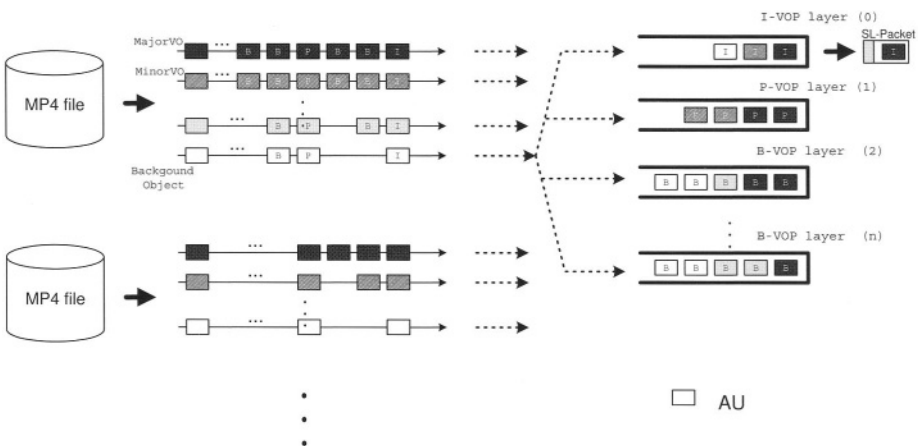 I-VOP layer (0)
SL-Packet
MajorVO
... B B P B B I
I I I
I
MinorVO
... B B P B B I
MP4 file
P-VOP layer (1)
P P P P
... B P B I
... B P I
Backgound
Object
B-VOP layer (2)
B B B B B
B-VOP layer (n)
B B B B B
...
MP4 file
...
...
AU